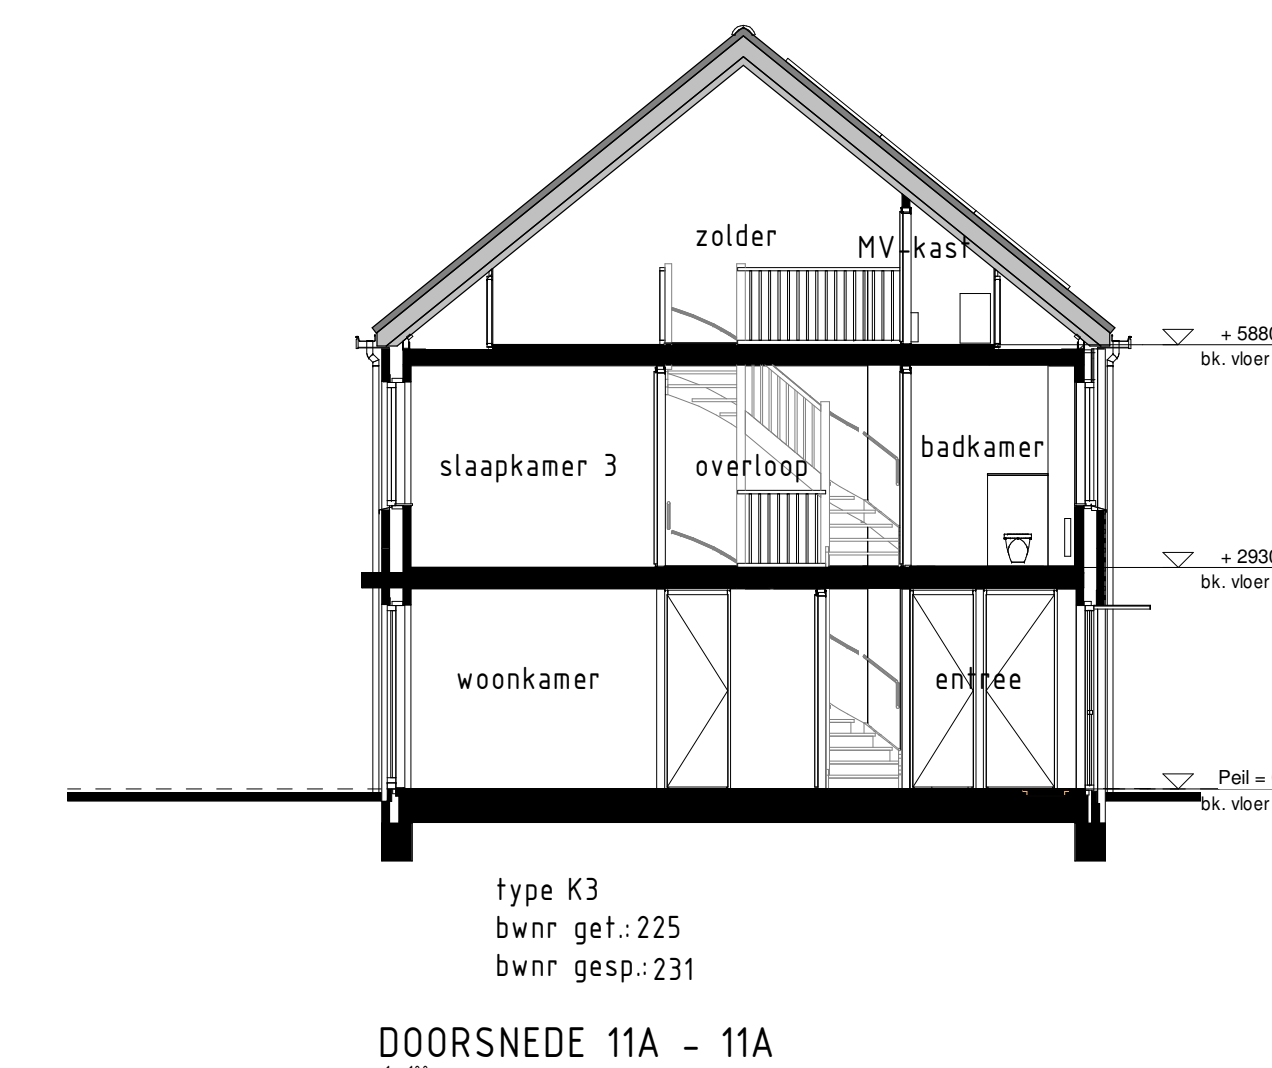 zolder
MV-kast
+ 5880
bk. vloer
slaapkamer 3
overloop
badkamer
+ 2930
bk. vloer
woonkamer
entree
Peil =
bk. vloer
type K3
bwnr get.: 225
bwnr gesp.: 231
DOORSNEDE 11A - 11A